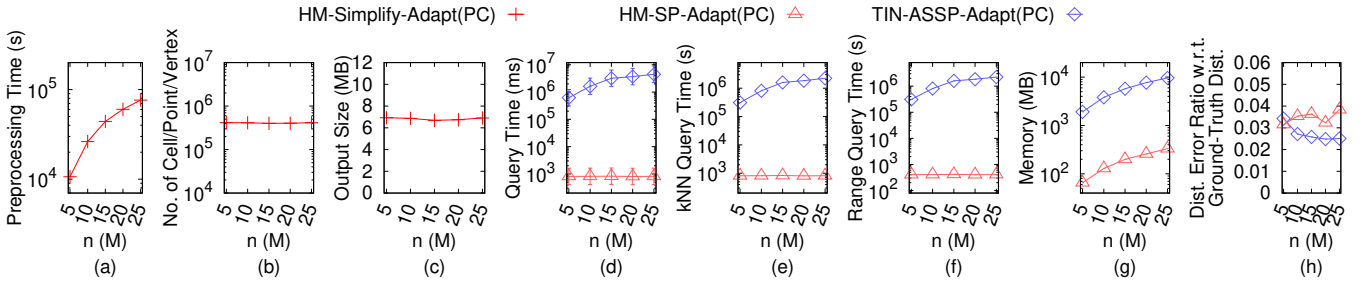 HM-Simplify-Adapt(PC) HM-SP-Adapt(PC) TIN-ASSP-Adapt(PC)
Preprocessing Time (s)
10^5
10^4
5 10 15 20 25
n (M)
(a)
No. of Cell/Point/Vertex
10^7
10^6
10^5
10^4
5 10 15 20 25
n (M)
(b)
Output Size (MB)
12
10
8
6
4
2
0
5 10 15 20 25
n (M)
(c)
Query Time (ms)
10^7
10^6
10^5
10^4
10^3
5 10 15 20 25
n (M)
(d)
kNN Query Time (s)
10^7
10^6
10^5
10^4
10^3
5 10 15 20 25
n (M)
(e)
Range Query Time (s)
10^6
10^5
10^4
10^3
10^2
5 10 15 20 25
n (M)
(f)
Memory (MB)
10^4
10^3
10^2
5 10 15 20 25
n (M)
(g)
Dist. Error Ratio w.r.t.
Ground-Truth Dist.
0.06
0.05
0.04
0.03
0.02
0.01
0
5 10 15 20 25
n (M)
(h)